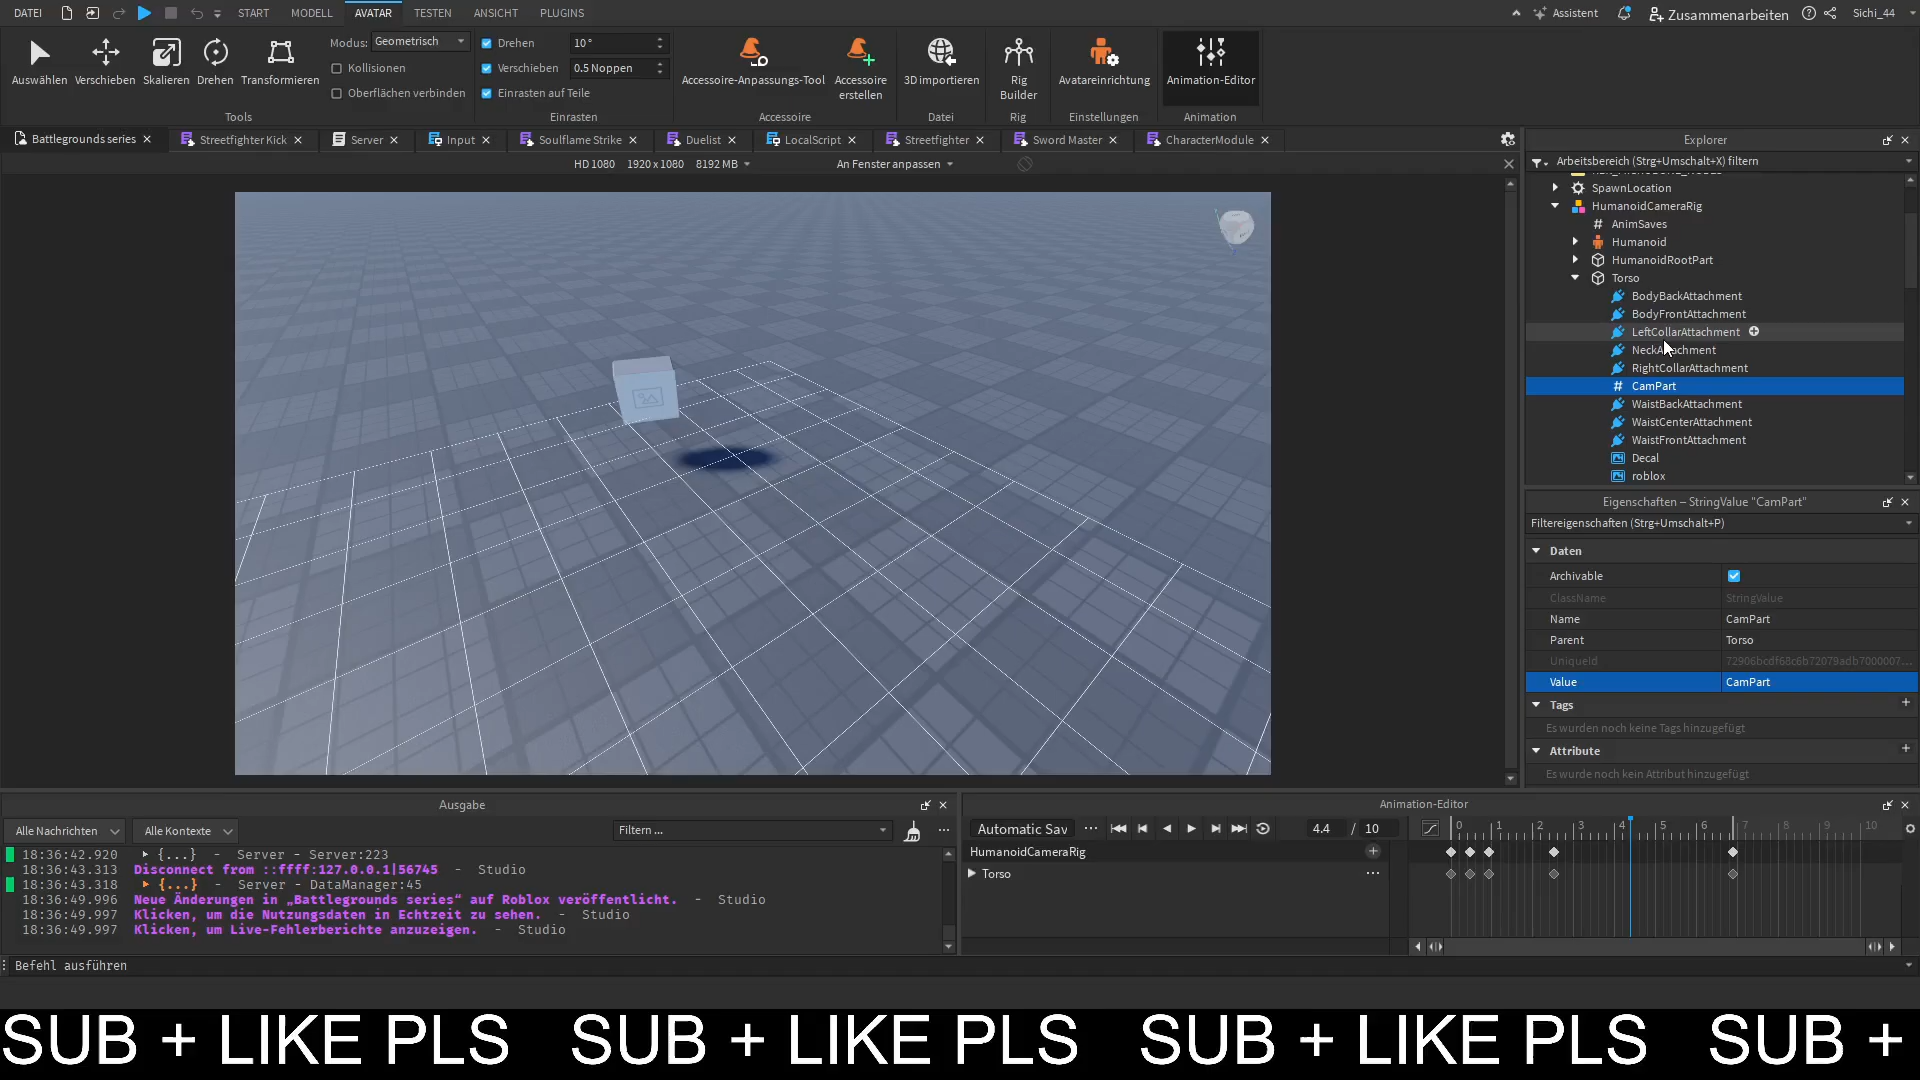 DATEI START MODELL AVATAR TESTEN ANSICHT PLUGINS Assistent Zusammenarbeiten Sichi_44
Auswählen Verschieben Skalieren Drehen Transformieren
Modus: Geometrisch
Kollisionen
Oberflächen verbinden
Tools
Drehen 10°
Verschieben 0.5 Noppen
Einrasten auf Teile
Einrasten
Accessoire-Anpassungs-Tool
Accessoire erstellen
Accessoire
3D importieren
Datei
Rig Builder
Rig
Avatareinrichtung
Einstellungen
Animation-Editor
Animation
Battlegrounds series Streetfighter Kick Server Input Soulflame Strike Duelist LocalScript Streetfighter Sword Master CharacterModule
HD 1080 1920 x 1080 8192 MB An Fenster anpassen
Explorer
Arbeitsbereich (Strg+Umschalt+X) filtern
SpawnLocation
HumanoidCameraRig
AnimSaves
Humanoid
HumanoidRootPart
Torso
BodyBackAttachment
BodyFrontAttachment
LeftCollarAttachment
RightCollarAttachment
CamPart
WaistBackAttachment
WaistCenterAttachment
WaistFrontAttachment
Decal
roblox
Eigenschaften – StringValue "CamPart"
Filtereigenschaften (Strg+Umschalt+P)
Daten
Archivable
ClassName StringValue
Name CamPart
Parent Torso
UniqueId
Value CamPart
Tags
Es wurden noch keine Tags hinzugefügt
Attribute
Es wurde noch kein Attribut hinzugefügt
Ausgabe
Alle Nachrichten Alle Kontexte Filtern ...
18:36:42.920 {...} - Server - Server:223
18:36:43.313 Disconnect from ::ffff:127.0.0.1|56745 - Studio
18:36:43.318 {...} - Server - DataManager:45
18:36:49.996 Neue Änderungen in „Battlegrounds series“ auf Roblox veröffentlicht. - Studio
18:36:49.997 Klicken, um die Nutzungsdaten in Echtzeit zu sehen. - Studio
18:36:49.997 Klicken, um Live-Fehlerberichte anzuzeigen. - Studio
Befehl ausführen
Animation-Editor
Automatic Sav 4.4 / 10 0 1 2 3 4 5 6 7 8 9 10
HumanoidCameraRig
Torso
SUB + LIKE PLS SUB + LIKE PLS SUB + LIKE PLS SUB +